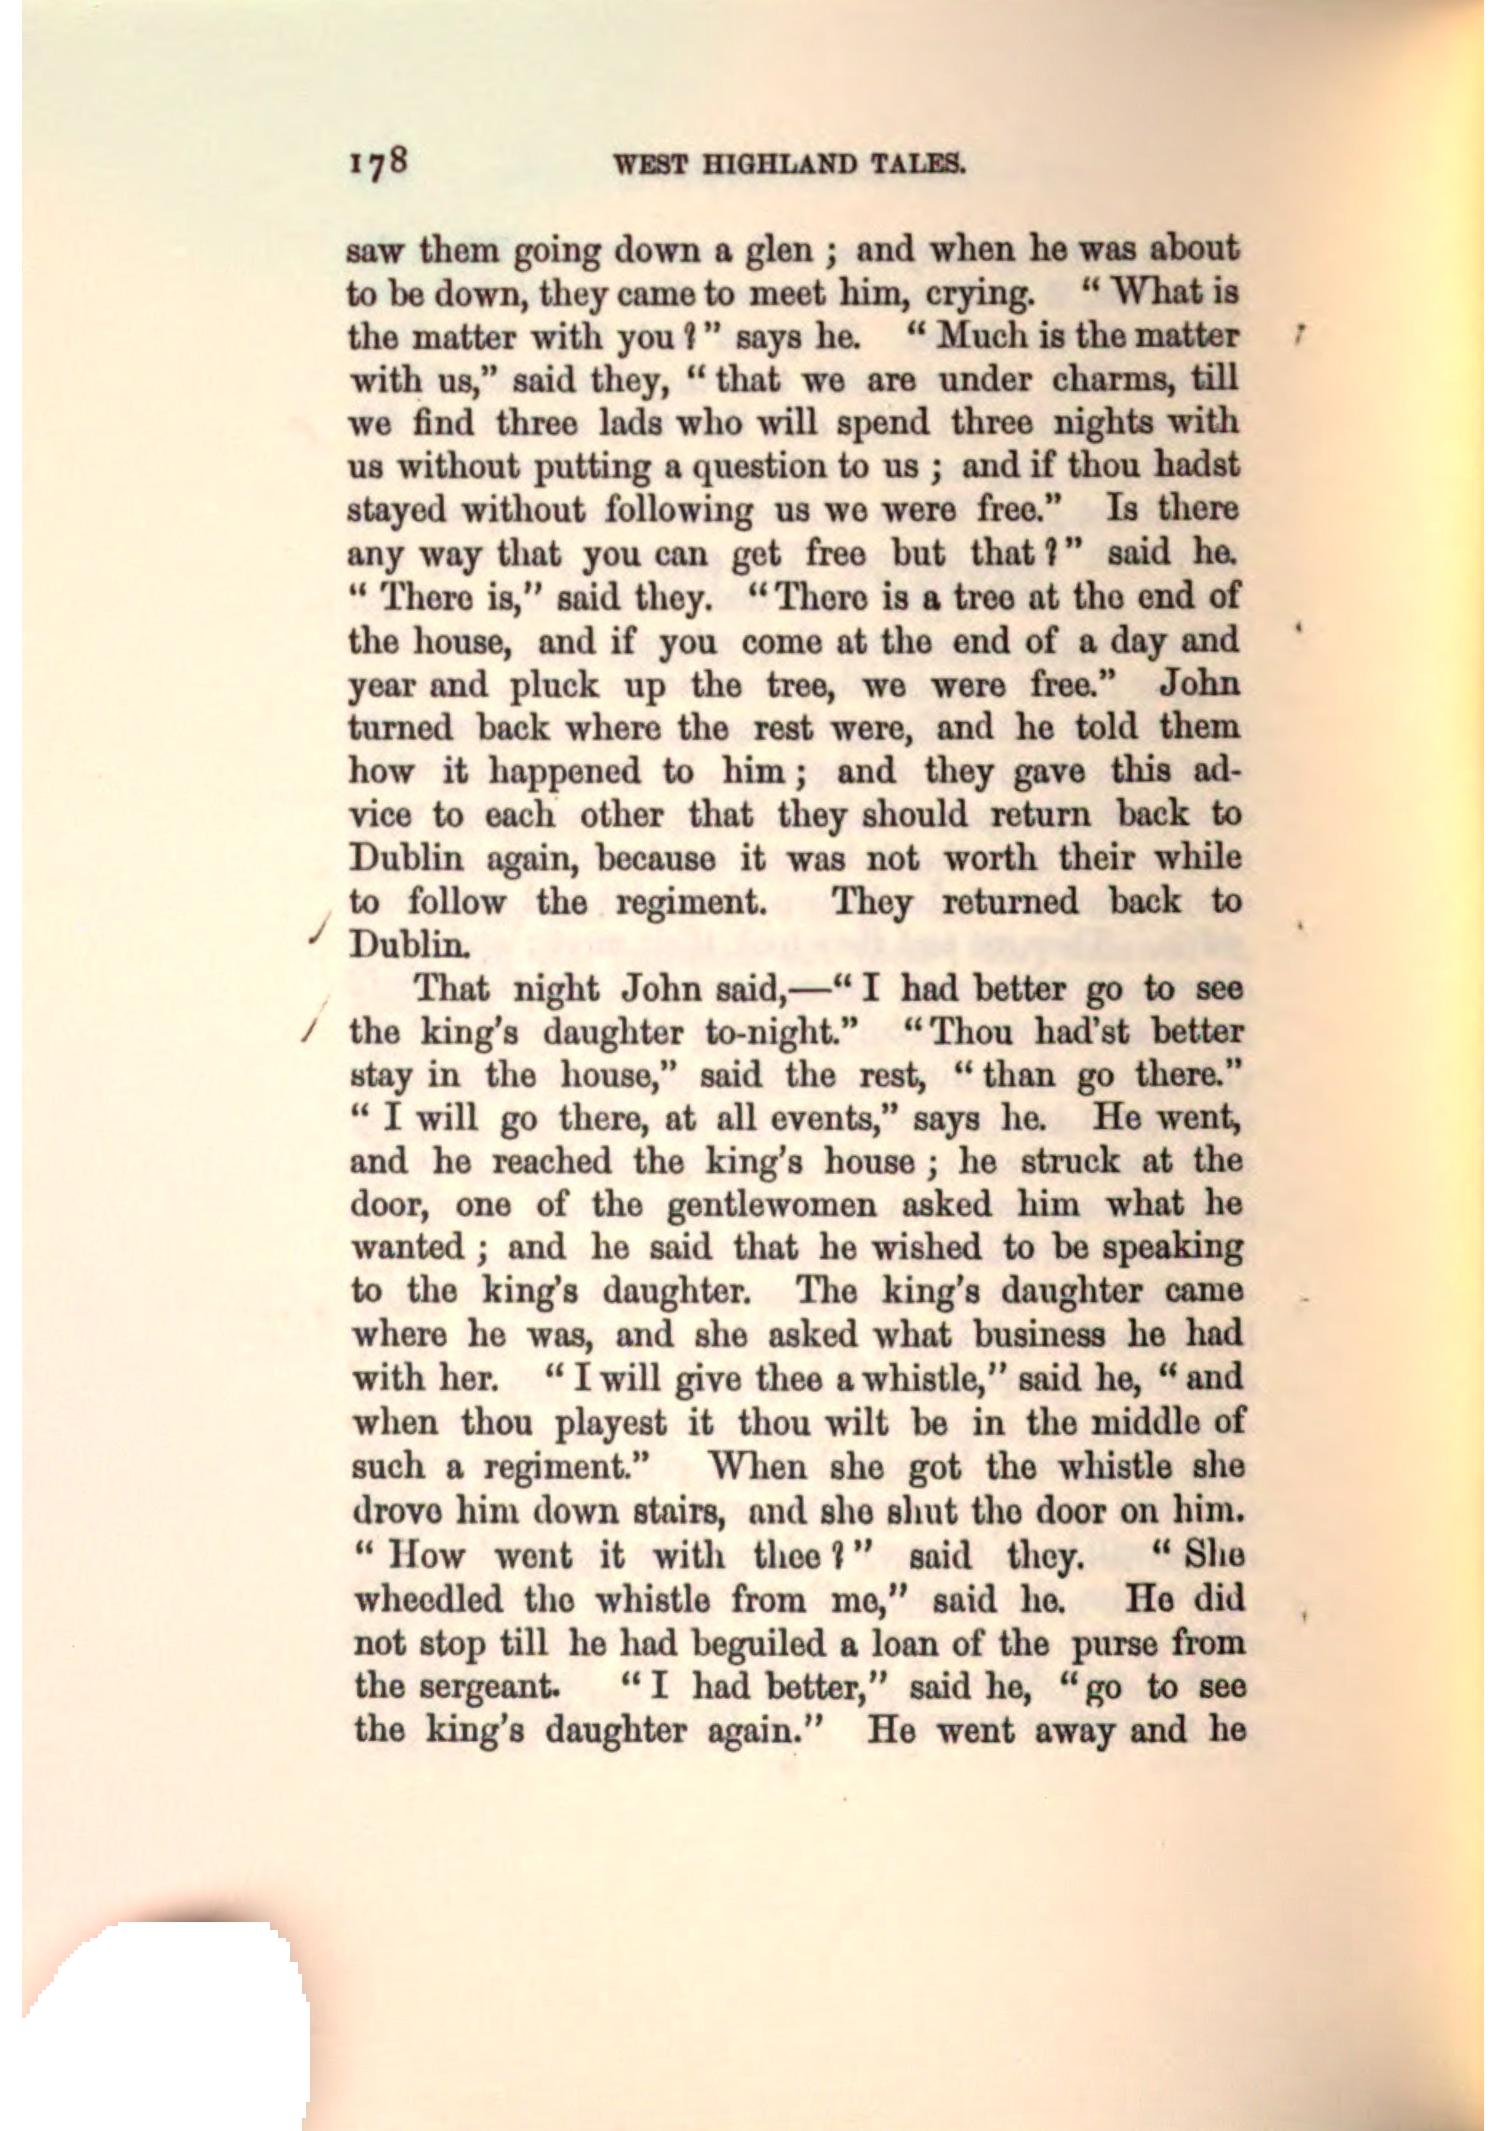 178 WEST HIGHLAND TALES.
saw them going down a glen ; and when he was about
to be down, they came to meet him, crying. “ What is
the matter with you ? ” says he. “ Much is the matter
with us,” said they, “ that we are under charms, till
we find three lads who will spend three nights with
us without putting a question to us ; and if thou hadst
stayed without following us we were free.” Is there
any way that you can get free but that ? ” said he.
“ There is,” said they. “ There is a tree at the end of
the house, and if you come at the end of a day and
year and pluck up the tree, we were free.” John
turned back where the rest were, and he told them
how it happened to him ; and they gave this ad-
vice to each other that they should return back to
Dublin again, because it was not worth their while
to follow the regiment. They returned back to
Dublin.
That night John said,—“ I had better go to see
the king’s daughter to-night.” “ Thou had’st better
stay in the house,” said the rest, “ than go there.”
“ I will go there, at all events,” says he. He went,
and he reached the king’s house ; he struck at the
door, one of the gentlewomen asked him what he
wanted ; and he said that he wished to be speaking
to the king’s daughter. The king’s daughter came
where he was, and she asked what business he had
with her. “ I will give thee a whistle,” said he, “ and
when thou playest it thou wilt be in the middle of
such a regiment.” When she got the whistle she
drove him down stairs, and she shut the door on him.
“ How went it with thee ? ” said they. “ She
wheedled the whistle from me,” said he. He did
not stop till he had beguiled a loan of the purse from
the sergeant. “ I had better,” said he, “ go to see
the king’s daughter again.” He went away and he